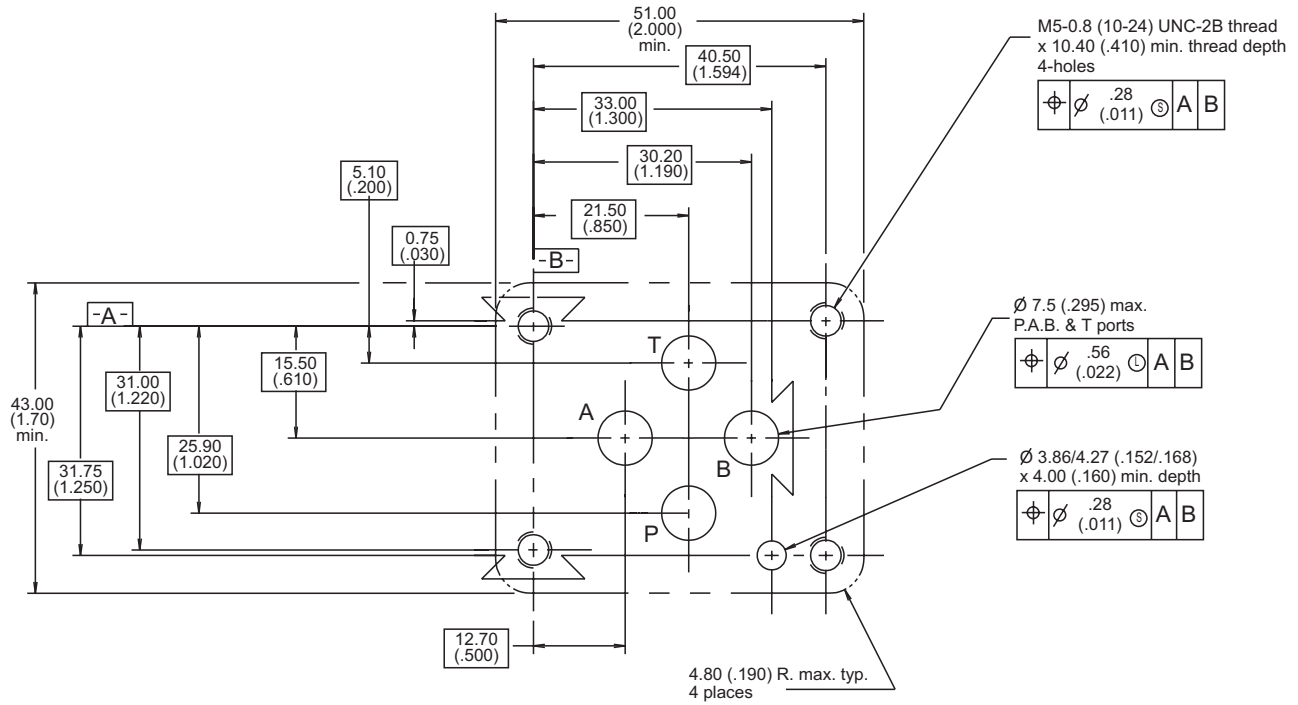 51.00
(2.000)
min.
40.50
(1.594)
33.00
(1.300)
30.20
(1.190)
21.50
(.850)
5.10
(.200)
0.75
(.030)
-B-
-A-
M5-0.8 (10-24) UNC-2B thread
x 10.40 (.410) min. thread depth
4-holes
⌖ Ø .28 (.011) Ⓢ A B
T
A
B
P
15.50
(.610)
31.00
(1.220)
43.00
(1.70)
min.
25.90
(1.020)
31.75
(1.250)
Ø 7.5 (.295) max.
P.A.B. & T ports
⌖ Ø .56 (.022) Ⓛ A B
Ø 3.86/4.27 (.152/.168)
x 4.00 (.160) min. depth
⌖ Ø .28 (.011) Ⓢ A B
12.70
(.500)
4.80 (.190) R. max. typ.
4 places